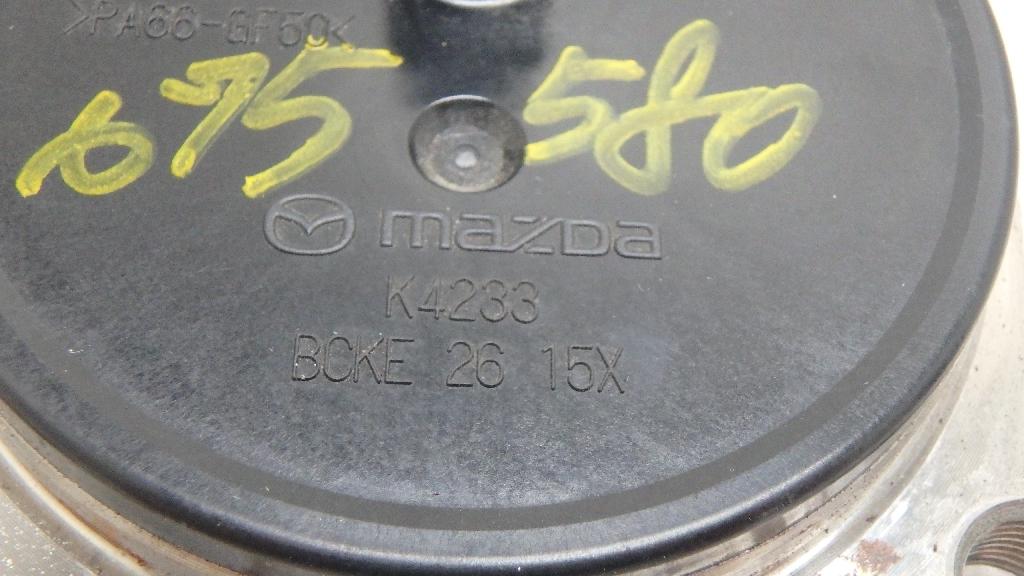 >PA66-GF50<
675 580
mazda
K4233
BCKE 26 15X